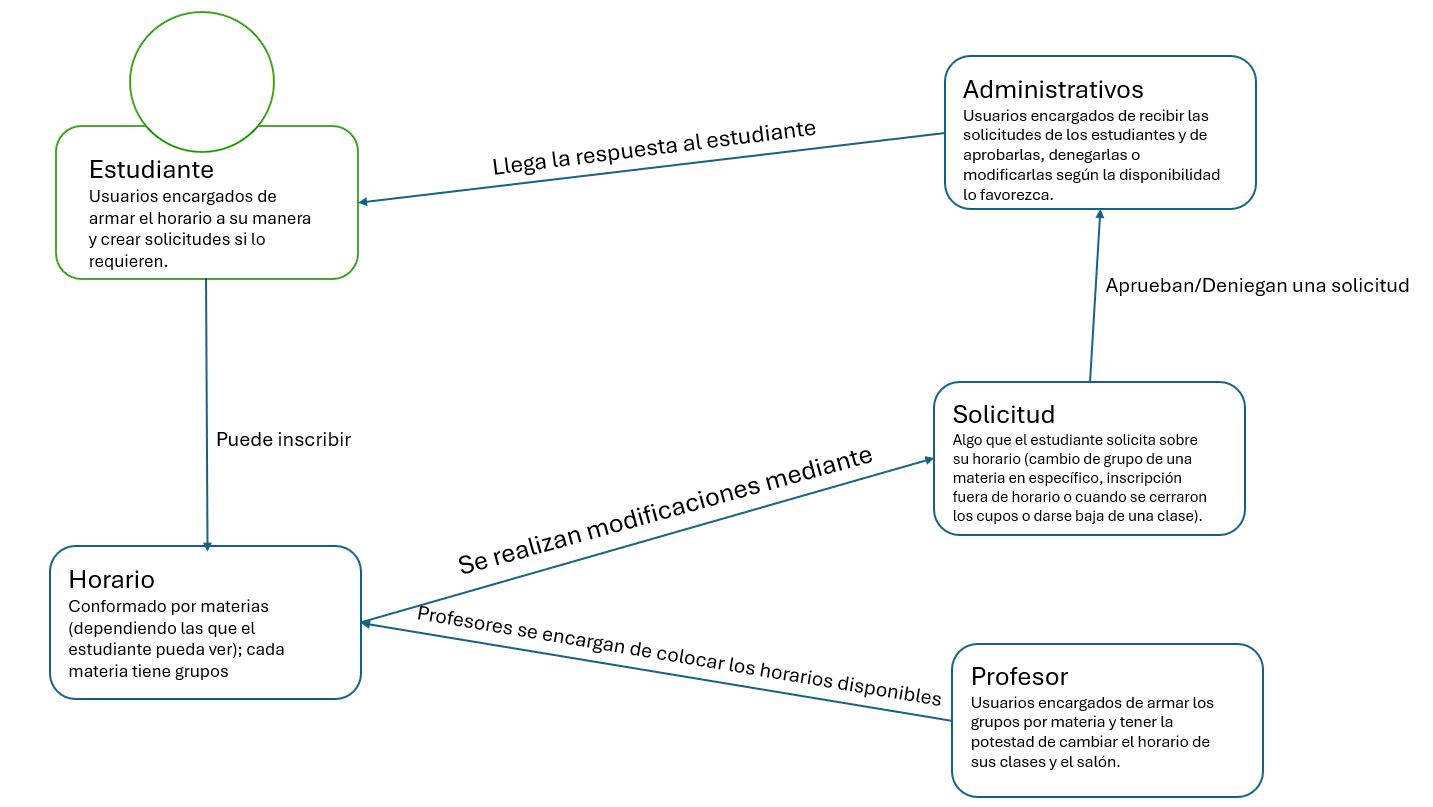 Estudiante
Usuarios encargados de
armar el horario a su manera
y crear solicitudes si lo
requieren.
Llega la respuesta al estudiante
Administrativos
Usuarios encargados de recibir las
solicitudes de los estudiantes y de
aprobarlas, denegarlas o
modificarlas según la disponibilidad
lo favorezca.
Aprueban/Deniegan una solicitud
Puede inscribir
Se realizan modificaciones mediante
Solicitud
Algo que el estudiante solicita sobre
su horario (cambio de grupo de una
materia en específico, inscripción
fuera de horario o cuando se cerraron
los cupos o darse baja de una clase).
Horario
Conformado por materias
(dependiendo las que el
estudiante pueda ver); cada
materia tiene grupos
Profesores se encargan de colocar los horarios disponibles
Profesor
Usuarios encargados de armar los
grupos por materia y tener la
potestad de cambiar el horario de
sus clases y el salón.